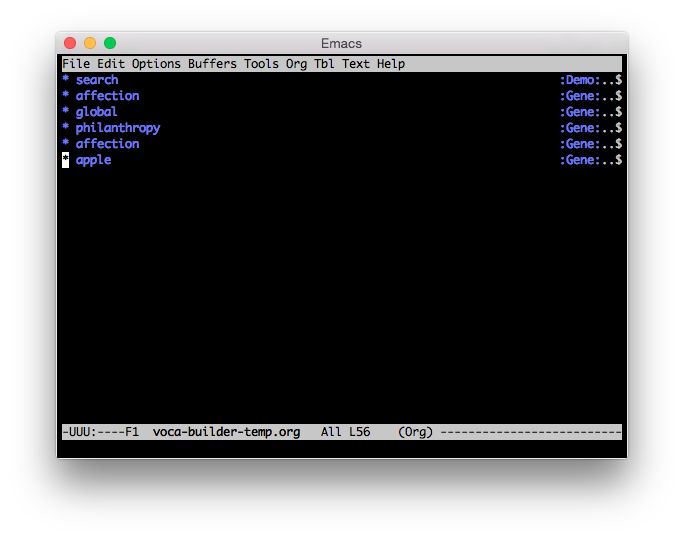 Emacs
File Edit Options Buffers Tools Org Tbl Text Help
* search :Demo:..$
* affection :Gene:..$
* global :Gene:..$
* philanthropy :Gene:..$
* affection :Gene:..$
* apple :Gene:..$
-UUU:----F1 voca-builder-temp.org All L56 (Org) --------------------------